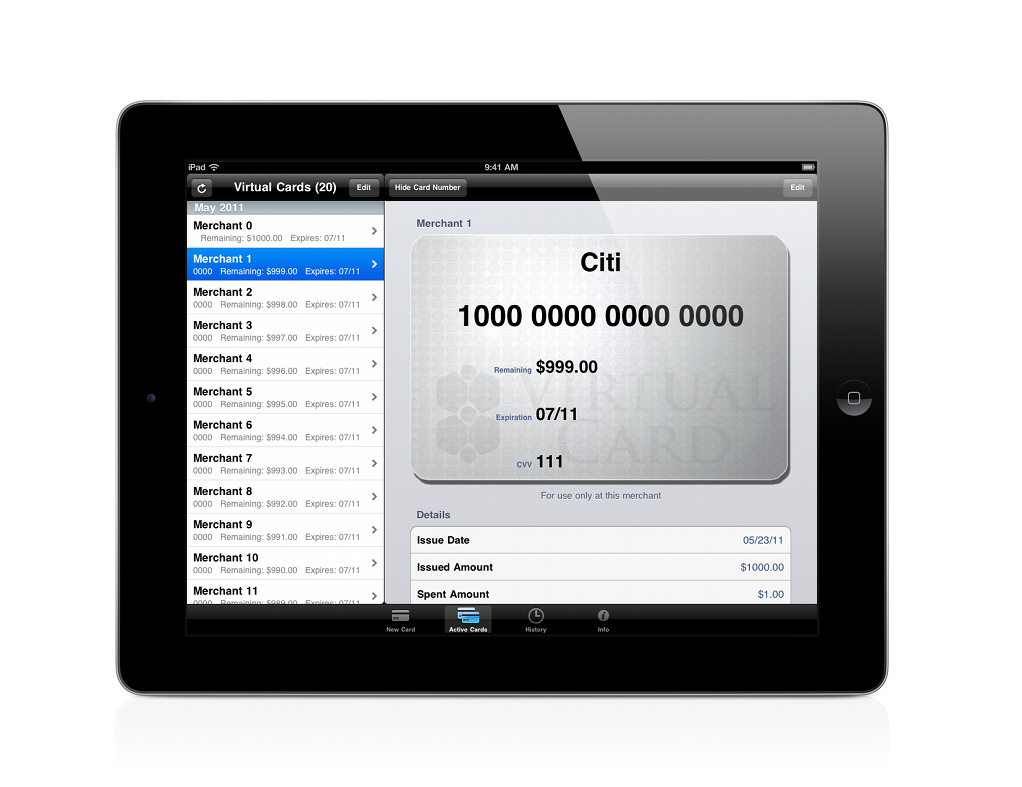 iPad
9:41 AM
Virtual Cards (20)
Edit
Hide Card Number
Edit
May 2011
Merchant 0
Remaining: $1000.00 Expires: 07/11
Merchant 1
0000 Remaining: $999.00 Expires: 07/11
Merchant 2
0000 Remaining: $998.00 Expires: 07/11
Merchant 3
0000 Remaining: $997.00 Expires: 07/11
Merchant 4
0000 Remaining: $996.00 Expires: 07/11
Merchant 5
0000 Remaining: $995.00 Expires: 07/11
Merchant 6
0000 Remaining: $994.00 Expires: 07/11
Merchant 7
0000 Remaining: $993.00 Expires: 07/11
Merchant 8
0000 Remaining: $992.00 Expires: 07/11
Merchant 9
0000 Remaining: $991.00 Expires: 07/11
Merchant 10
0000 Remaining: $990.00 Expires: 07/11
Merchant 11
0000 Remaining: $989.00 Expires: 07/11
Merchant 1
Citi
1000 0000 0000 0000
Remaining $999.00
Expiration 07/11
CVV 111
VIRTUAL
CARD
For use only at this merchant
Details
Issue Date 05/23/11
Issued Amount $1000.00
Spent Amount $1.00
New Card
Active Cards
History
Info